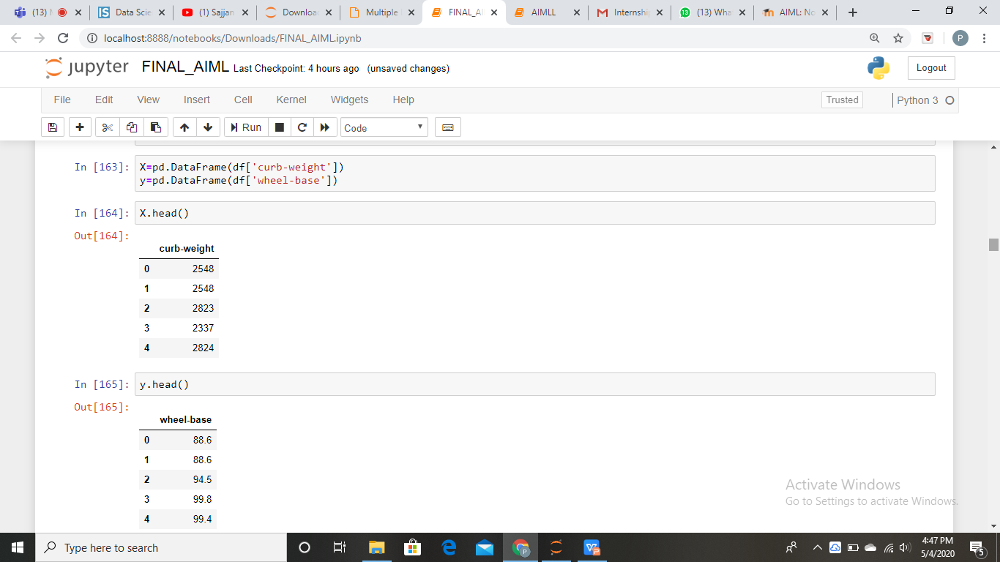 (13)
Data Scie
(1) Sajjan
Downloa
Multiple
FINAL_A
AIMLL
Internshi
13 (13) Wha
AIML: No
localhost:8888/notebooks/Downloads/FINAL_AIML.ipynb
P
jupyter FINAL_AIML Last Checkpoint: 4 hours ago (unsaved changes)
Logout
File Edit View Insert Cell Kernel Widgets Help
Trusted
Python 3
Run
Code
In [163]: X=pd.DataFrame(df['curb-weight'])
y=pd.DataFrame(df['wheel-base'])
In [164]: X.head()
Out[164]:
curb-weight
0 2548
1 2548
2 2823
3 2337
4 2824
In [165]: y.head()
Out[165]:
wheel-base
0 88.6
1 88.6
2 94.5
3 99.8
4 99.4
Activate Windows
Go to Settings to activate Windows.
Type here to search
4:47 PM
5/4/2020
5